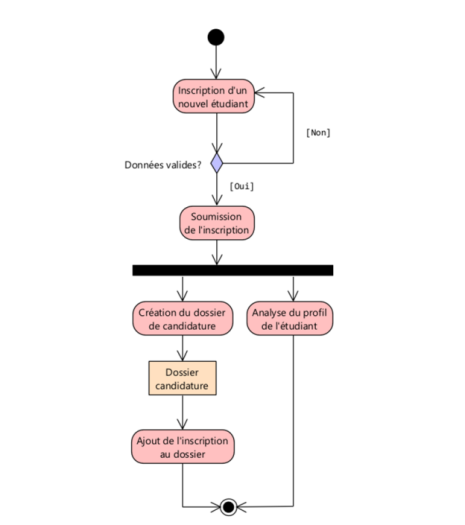 Inscription d'un
nouvel étudiant
[Non]
Données valides?
[Oui]
Soumission
de l'inscription
Création du dossier
de candidature
Analyse du profil
de l'étudiant
Dossier
candidature
Ajout de l'inscription
au dossier